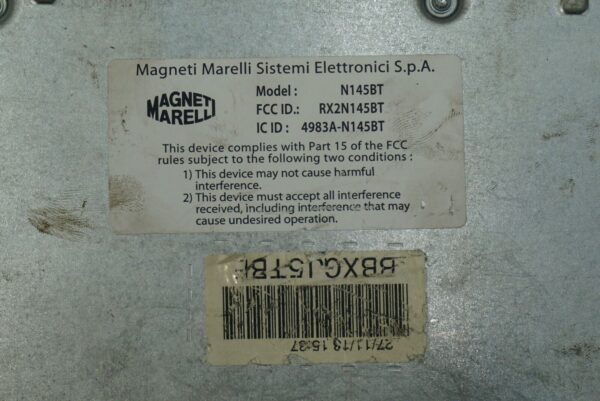 Magneti Marelli Sistemi Elettronici S.p.A.
MAGNETI
MARELLI
Model : N145BT
FCC ID.: RX2N145BT
IC ID : 4983A-N145BT
This device complies with Part 15 of the FCC
rules subject to the following two conditions :
1) This device may not cause harmful
interference.
2) This device must accept all interference
received, including interference that may
cause undesired operation.
27/11/13 15:37